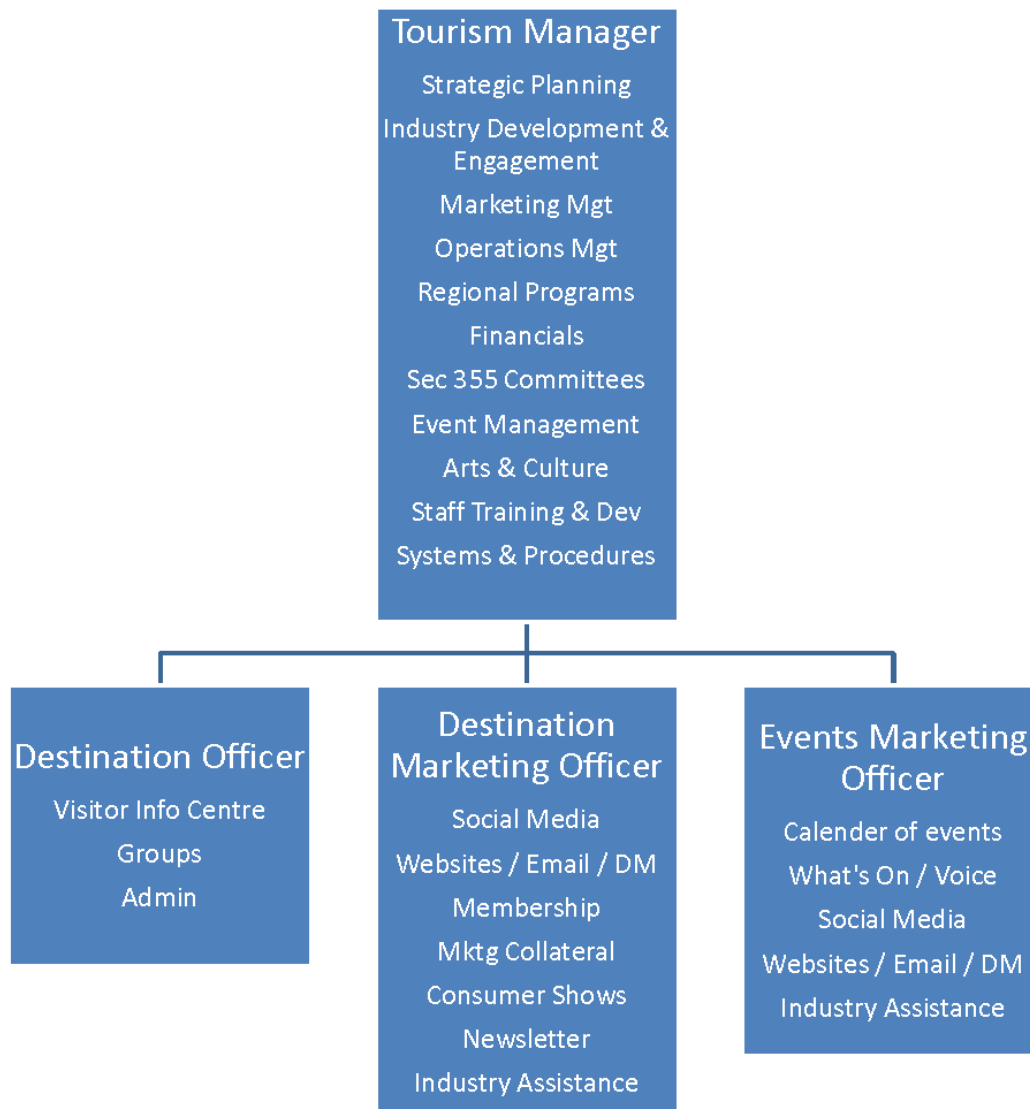 Tourism Manager
Strategic Planning
Industry Development &
Engagement
Marketing Mgt
Operations Mgt
Regional Programs
Financials
Sec 355 Committees
Event Management
Arts & Culture
Staff Training & Dev
Systems & Procedures
Destination Officer
Visitor Info Centre
Groups
Admin
Destination
Marketing Officer
Social Media
Websites / Email / DM
Membership
Mktg Collateral
Consumer Shows
Newsletter
Industry Assistance
Events Marketing
Officer
Calender of events
What's On / Voice
Social Media
Websites / Email / DM
Industry Assistance